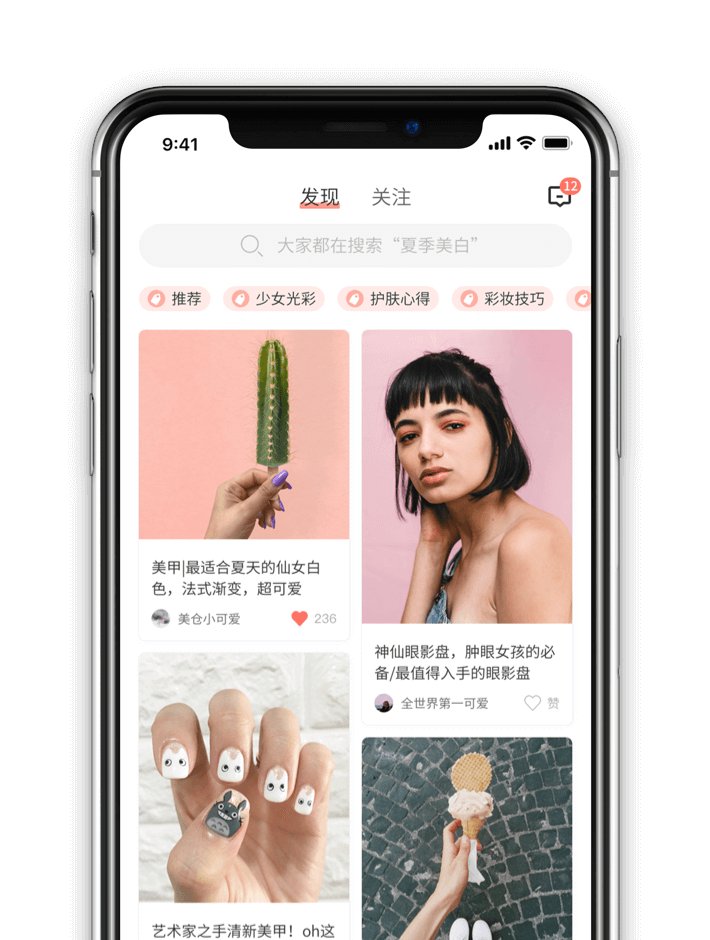 9:41
发现 关注
12
大家都在搜索“夏季美白”
推荐 少女光彩 护肤心得 彩妆技巧
美甲|最适合夏天的仙女白
色，法式渐变，超可爱
美仓小可爱 236
神仙眼影盘，肿眼女孩的必
备/最值得入手的眼影盘
全世界第一可爱 赞
艺术家之手清新美甲！oh这